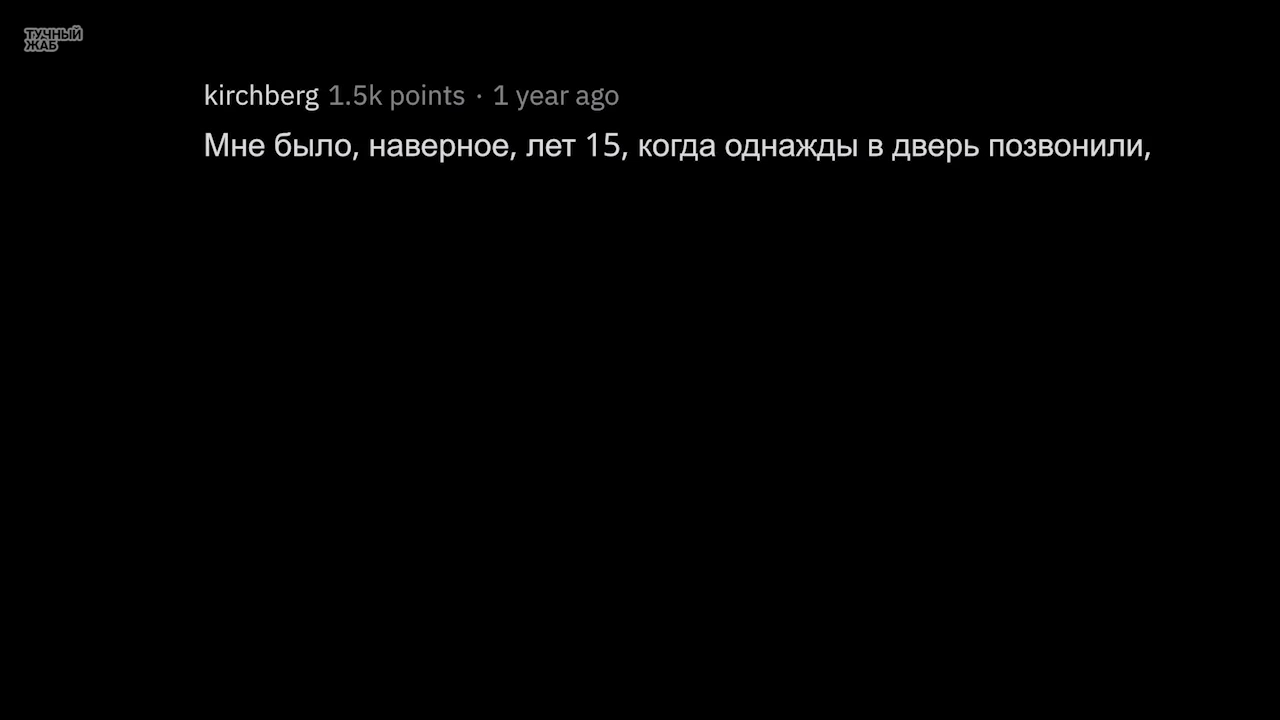 ТУЧНЫЙ
ЖАБ
kirchberg 1.5k points · 1 year ago
Мне было, наверное, лет 15, когда однажды в дверь позвонили,